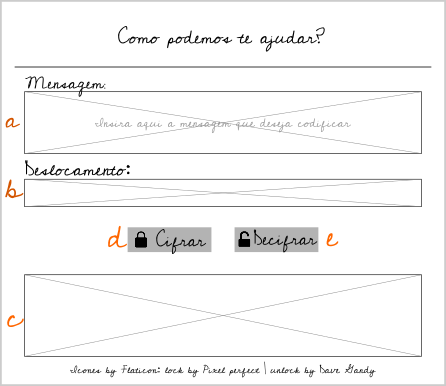 Como podemos te ajudar?
Mensagem:
a
Insira aqui a mensagem que deseja codificar
Deslocamento:
b
d Cifrar Decifrar e
c
Icones by Flaticon: lock by Pixel perfect | unlock by Dave Gandy